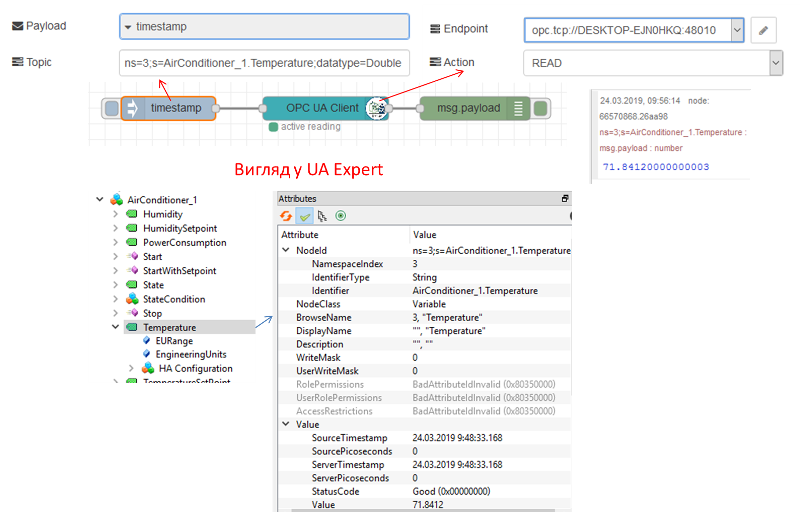 Payload
timestamp
Topic
ns=3;s=AirConditioner_1.Temperature;datatype=Double
Endpoint
opc.tcp://DESKTOP-EJN0HKQ:48010
Action
READ
timestamp
OPC UA Client
active reading
msg.payload
24.03.2019, 09:56:14 node:
66570868.26aa98
ns=3;s=AirConditioner_1.Temperature :
msg.payload : number
71.84120000000003
Вигляд у UA Expert
AirConditioner_1
Humidity
HumiditySetpoint
PowerConsumption
Start
StartWithSetpoint
State
StateCondition
Stop
Temperature
EURange
EngineeringUnits
HA Configuration
TemperatureSetPoint
Attributes
Attribute Value
NodeId ns=3;s=AirConditioner_1.Temperature
NamespaceIndex 3
IdentifierType String
Identifier AirConditioner_1.Temperature
NodeClass Variable
BrowseName 3, "Temperature"
DisplayName "", "Temperature"
Description "", ""
WriteMask 0
UserWriteMask 0
RolePermissions BadAttributeIdInvalid (0x80350000)
UserRolePermissions BadAttributeIdInvalid (0x80350000)
AccessRestrictions BadAttributeIdInvalid (0x80350000)
Value
SourceTimestamp 24.03.2019 9:48:33.168
SourcePicoseconds 0
ServerTimestamp 24.03.2019 9:48:33.168
ServerPicoseconds 0
StatusCode Good (0x00000000)
Value 71.8412